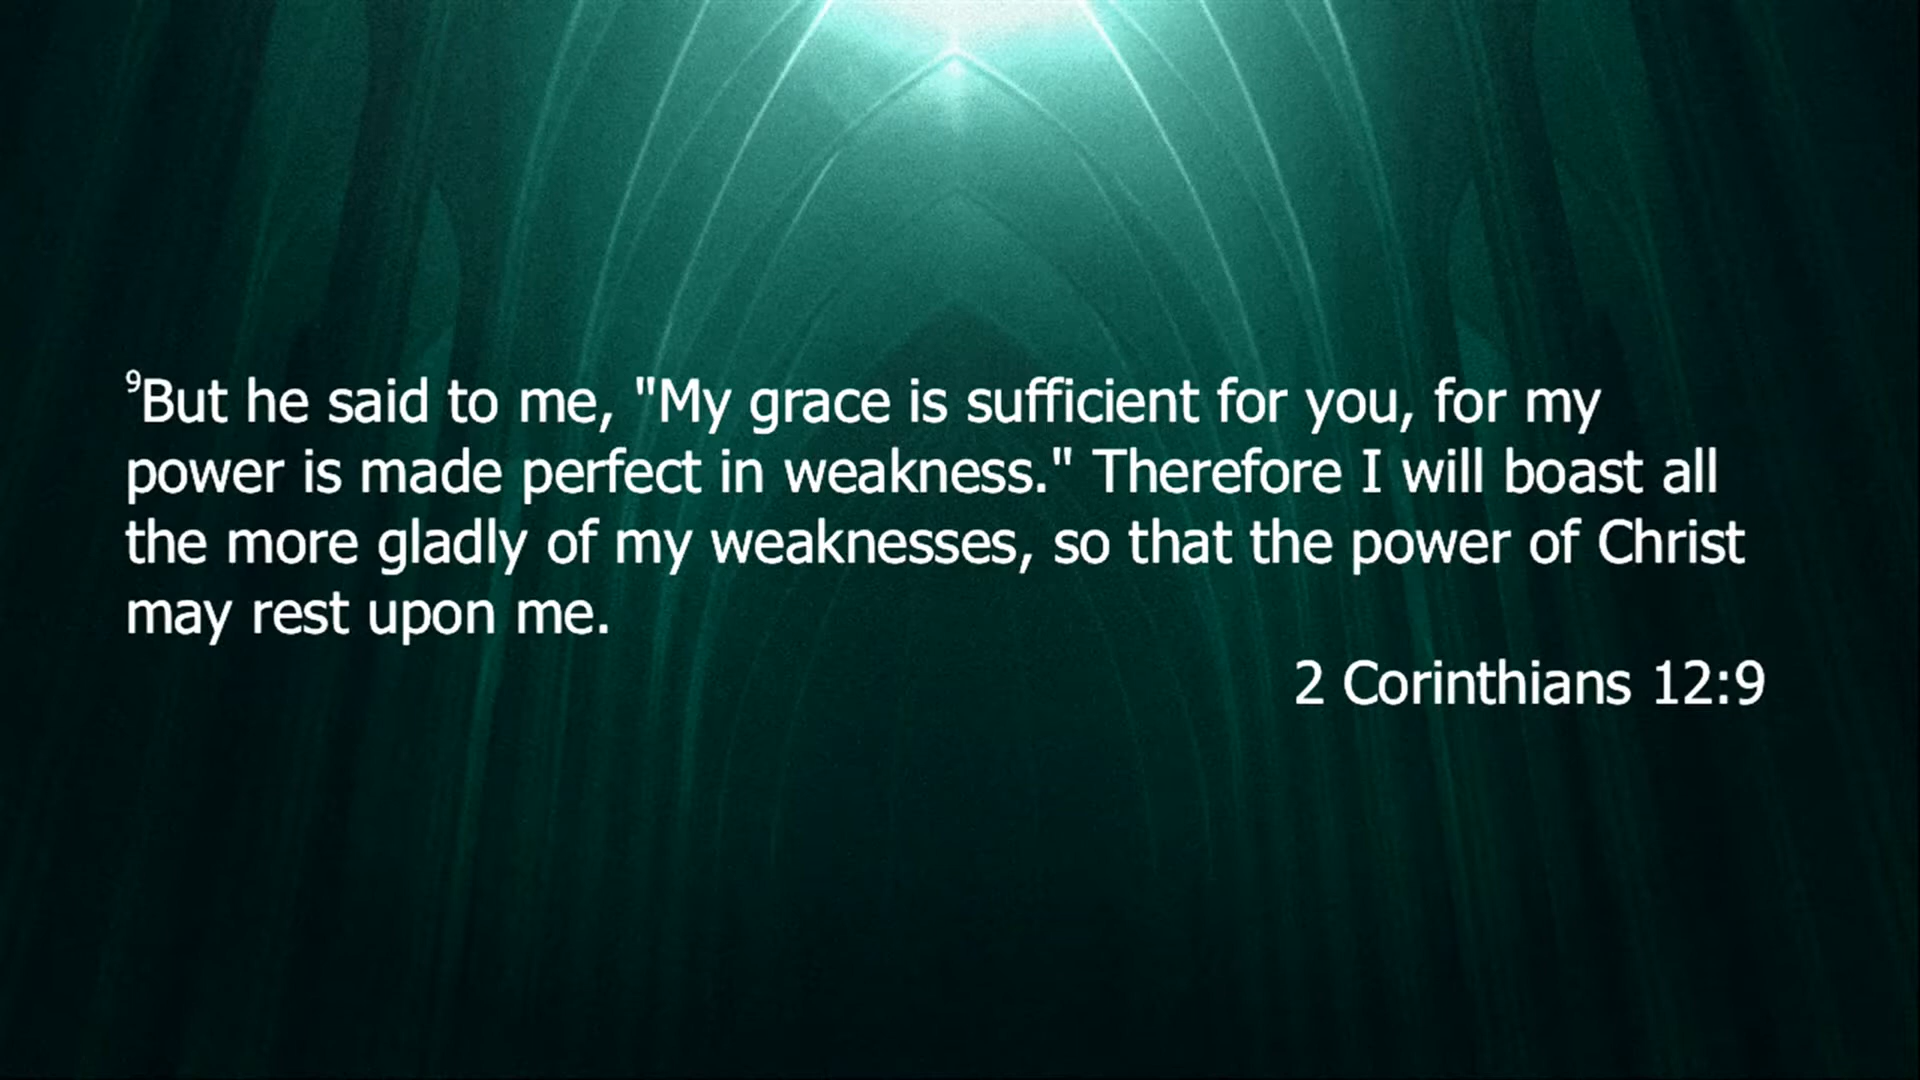 ⁹But he said to me, "My grace is sufficient for you, for my
power is made perfect in weakness." Therefore I will boast all
the more gladly of my weaknesses, so that the power of Christ
may rest upon me.
2 Corinthians 12:9